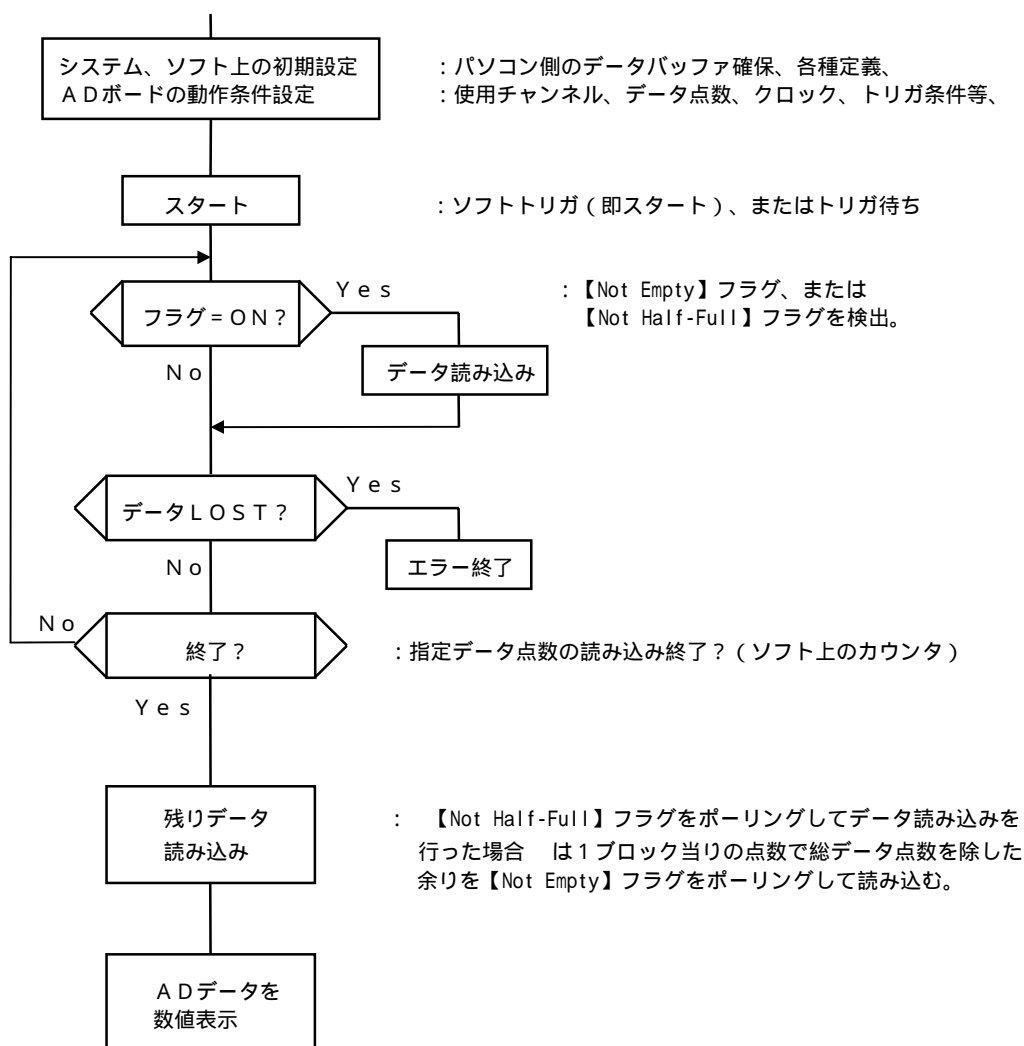 システム、ソフト上の初期設定
ＡＤボードの動作条件設定
：パソコン側のデータバッファ確保、各種定義、
：使用チャンネル、データ点数、クロック、トリガ条件等、
スタート
：ソフトトリガ（即スタート）、またはトリガ待ち
フラグ＝ＯＮ？
Ｙｅｓ
：【Not Empty】フラグ、または
【Not Half-Full】フラグを検出。
データ読み込み
Ｎｏ
データＬＯＳＴ？
Ｙｅｓ
エラー終了
Ｎｏ
Ｎｏ
終了？
：指定データ点数の読み込み終了？（ソフト上のカウンタ）
Ｙｅｓ
残りデータ
読み込み
：　【Not Half-Full】フラグをポーリングしてデータ読み込みを
行った場合　は１ブロック当りの点数で総データ点数を除した
余りを【Not Empty】フラグをポーリングして読み込む。
ＡＤデータを
数値表示